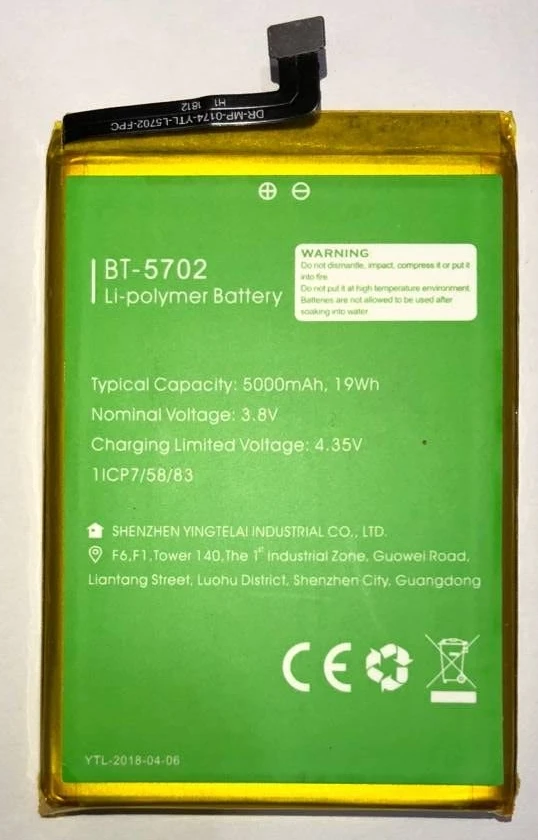 DR-MP-0174-YTL-L5702-FPC
H1 1812
BT-5702
Li-polymer Battery
WARNING
Do not dismantle, impact, compress it or put it
into fire
Do not put it at high temperature environment
Batteries are not allowed to be used after
soaking into water
Typical Capacity: 5000mAh, 19Wh
Nominal Voltage: 3.8V
Charging Limited Voltage: 4.35V
1ICP7/58/83
SHENZHEN YINGTELAI INDUSTRIAL CO., LTD.
F6,F1,Tower 140,The 1st Industrial Zone, Guowei Road,
Liantang Street, Luohu District, Shenzhen City, Guangdong
CE
YTL-2018-04-06